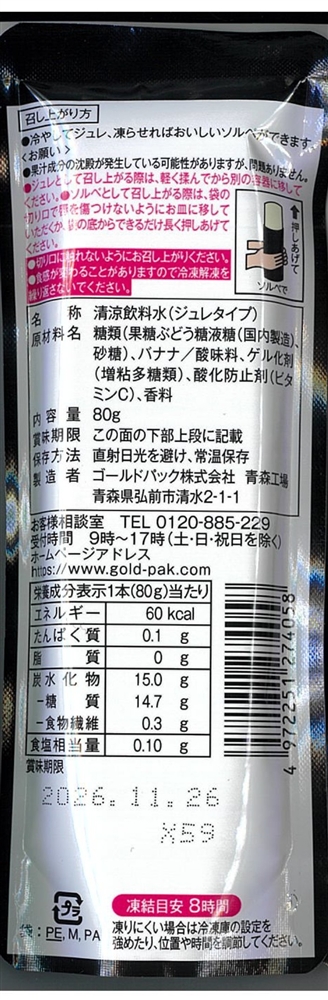 召し上がり方
●冷やしてジュレ、凍らせればおいしいソルベができます。
<お願い>
●果汁成分の沈殿が発生している可能性がありますが、問題ありません。
●ジュレとして召し上がる際は、軽く揉んでから別の容器に移して
ください。●ソルベとして召し上がる際は、袋の
切り口で唇を傷つけないようにお皿に移して
いただくか、袋の底からできるだけ長く押しあげて
ください。
●切り口に触れないようにお召し上がりください。
●食感が変わることがありますので冷凍解凍を
繰り返さないでください。
押しあげて
ソルベで
名 称 清涼飲料水(ジュレタイプ)
原材料名 糖類(果糖ぶどう糖液糖(国内製造)、
砂糖)、バナナ/酸味料、ゲル化剤
(増粘多糖類)、酸化防止剤(ビタ
ミンC)、香料
内容量 80g
賞味期限 この面の下部上段に記載
保存方法 直射日光を避け、常温保存
製造者 ゴールドパック株式会社 青森工場
青森県弘前市清水2-1-1
お客様相談室 TEL 0120-885-229
受付時間 9時〜17時(土・日・祝日を除く)
ホームページアドレス
https://www.gold-pak.com
栄養成分表示1本(80g)当たり
エネルギー 60 kcal
たんぱく質 0.1 g
脂質 0 g
炭水化物 15.0 g
-糖質 14.7 g
-食物繊維 0.3 g
食塩相当量 0.10 g
4 972251 274058
賞味期限
2026.11.26
X59
プラ
袋:PE, M, PA
凍結目安 8時間
凍りにくい場合は冷凍庫の設定を
強めたり、位置や時間を調節してください。